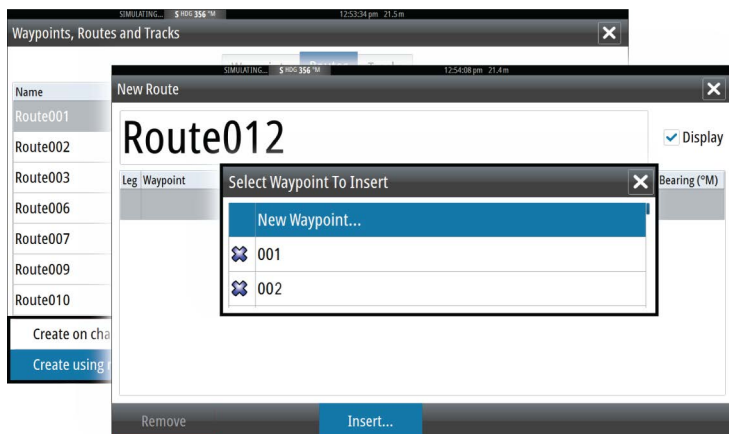 SIMULATING... S HDG 356 °M 12:53:34 pm 21.5 m
Waypoints, Routes and Tracks
SIMULATING... S HDG 356 °M 12:54:08 pm 21.4 m
Name
New Route
Route001
Route002
Route003
Route006
Route007
Route009
Route010
Create on cha
Create using
Route012
Display
Leg Waypoint
Bearing (°M)
Select Waypoint To Insert
New Waypoint...
001
002
Remove
Insert...